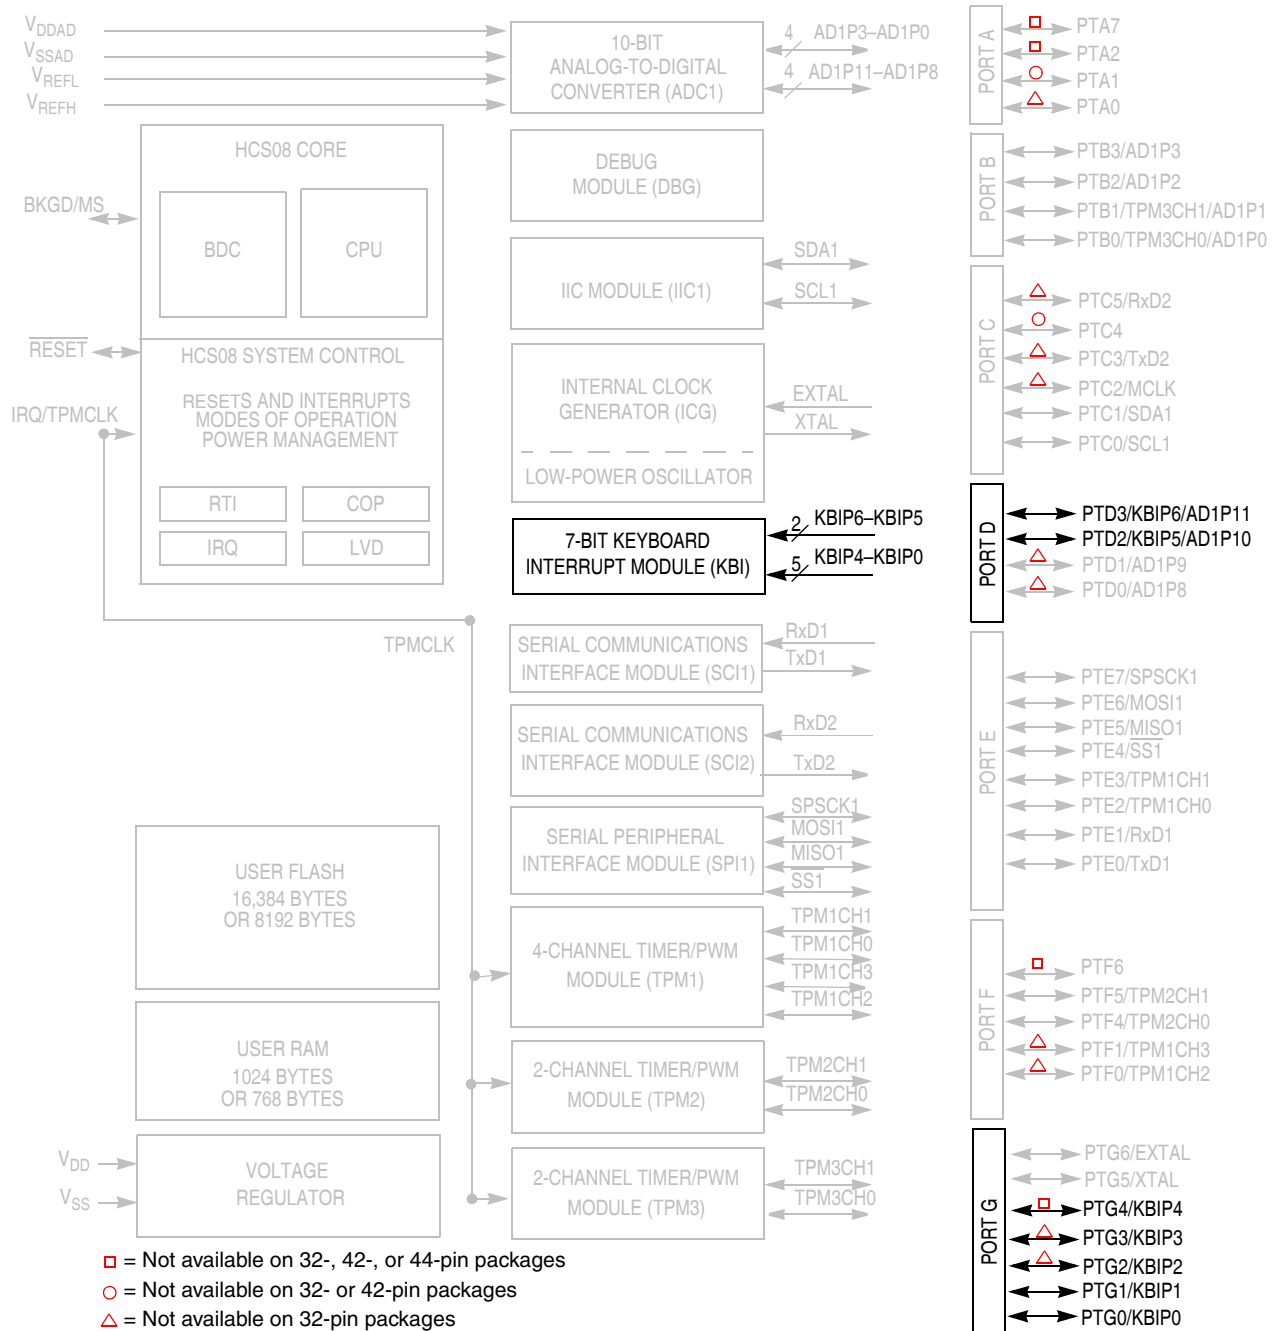 VDDAD
VSSAD
VREFL
VREFH
10-BIT
ANALOG-TO-DIGITAL
CONVERTER (ADC1)
4 AD1P3–AD1P0
4 AD1P11–AD1P8
HCS08 CORE
BDC
CPU
BKGD/MS
RESET
IRQ/TPMCLK
HCS08 SYSTEM CONTROL
RESETS AND INTERRUPTS
MODES OF OPERATION
POWER MANAGEMENT
RTI
COP
IRQ
LVD
TPMCLK
DEBUG
MODULE (DBG)
IIC MODULE (IIC1)
SDA1
SCL1
INTERNAL CLOCK
GENERATOR (ICG)
LOW-POWER OSCILLATOR
EXTAL
XTAL
7-BIT KEYBOARD
INTERRUPT MODULE (KBI)
2 KBIP6–KBIP5
5 KBIP4–KBIP0
SERIAL COMMUNICATIONS
INTERFACE MODULE (SCI1)
RxD1
TxD1
SERIAL COMMUNICATIONS
INTERFACE MODULE (SCI2)
RxD2
TxD2
SERIAL PERIPHERAL
INTERFACE MODULE (SPI1)
SPSCK1
MOSI1
MISO1
SS1
4-CHANNEL TIMER/PWM
MODULE (TPM1)
TPM1CH1
TPM1CH0
TPM1CH3
TPM1CH2
2-CHANNEL TIMER/PWM
MODULE (TPM2)
TPM2CH1
TPM2CH0
2-CHANNEL TIMER/PWM
MODULE (TPM3)
TPM3CH1
TPM3CH0
USER FLASH
16,384 BYTES
OR 8192 BYTES
USER RAM
1024 BYTES
OR 768 BYTES
VOLTAGE
REGULATOR
VDD
VSS
PORT A
PTA7
PTA2
PTA1
PTA0
PORT B
PTB3/AD1P3
PTB2/AD1P2
PTB1/TPM3CH1/AD1P1
PTB0/TPM3CH0/AD1P0
PORT C
PTC5/RxD2
PTC4
PTC3/TxD2
PTC2/MCLK
PTC1/SDA1
PTC0/SCL1
PORT D
PTD3/KBIP6/AD1P11
PTD2/KBIP5/AD1P10
PTD1/AD1P9
PTD0/AD1P8
PORT E
PTE7/SPSCK1
PTE6/MOSI1
PTE5/MISO1
PTE4/SS1
PTE3/TPM1CH1
PTE2/TPM1CH0
PTE1/RxD1
PTE0/TxD1
PORT F
PTF6
PTF5/TPM2CH1
PTF4/TPM2CH0
PTF1/TPM1CH3
PTF0/TPM1CH2
PORT G
PTG6/EXTAL
PTG5/XTAL
PTG4/KBIP4
PTG3/KBIP3
PTG2/KBIP2
PTG1/KBIP1
PTG0/KBIP0
= Not available on 32-, 42-, or 44-pin packages
= Not available on 32- or 42-pin packages
= Not available on 32-pin packages